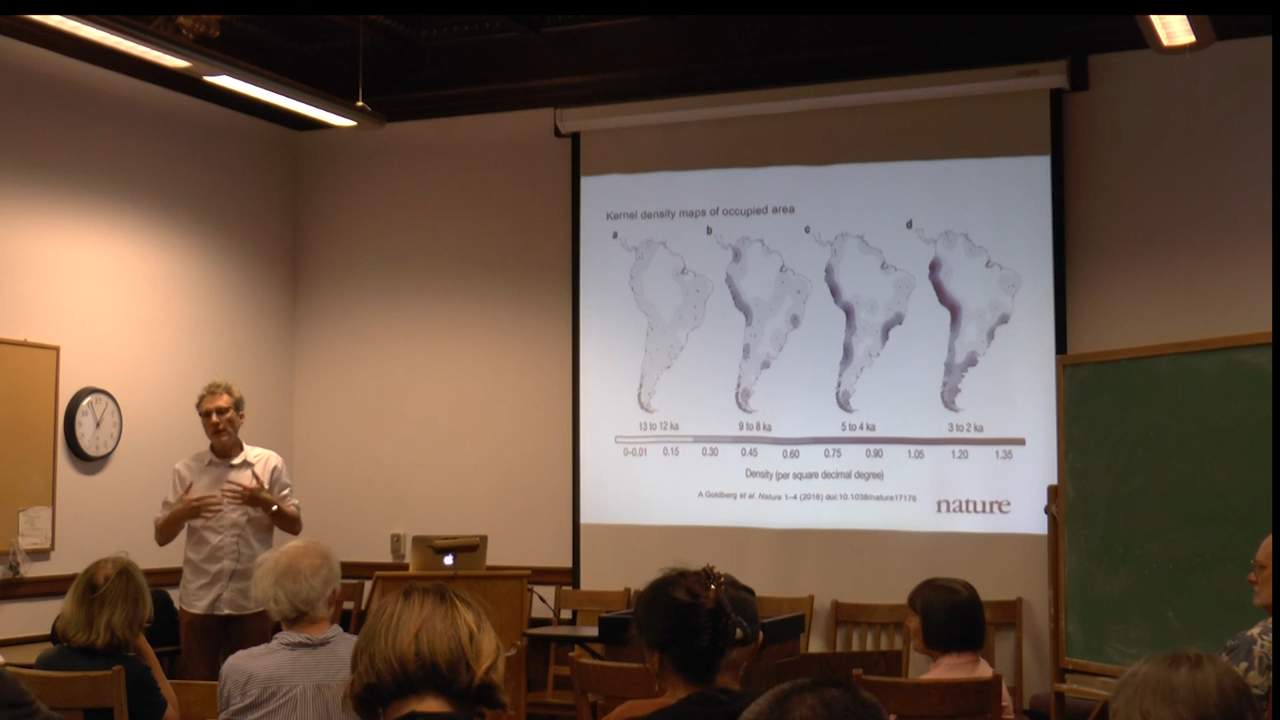 Kernel density maps of occupied area
a b c d
13 to 12 ka 9 to 8 ka 5 to 4 ka 3 to 2 ka
0–0.01 0.15 0.30 0.45 0.60 0.75 0.90 1.05 1.20 1.35
Density (per square decimal degree)
A Goldberg et al. Nature 1–4 (2016) doi:10.1038/nature17176
nature